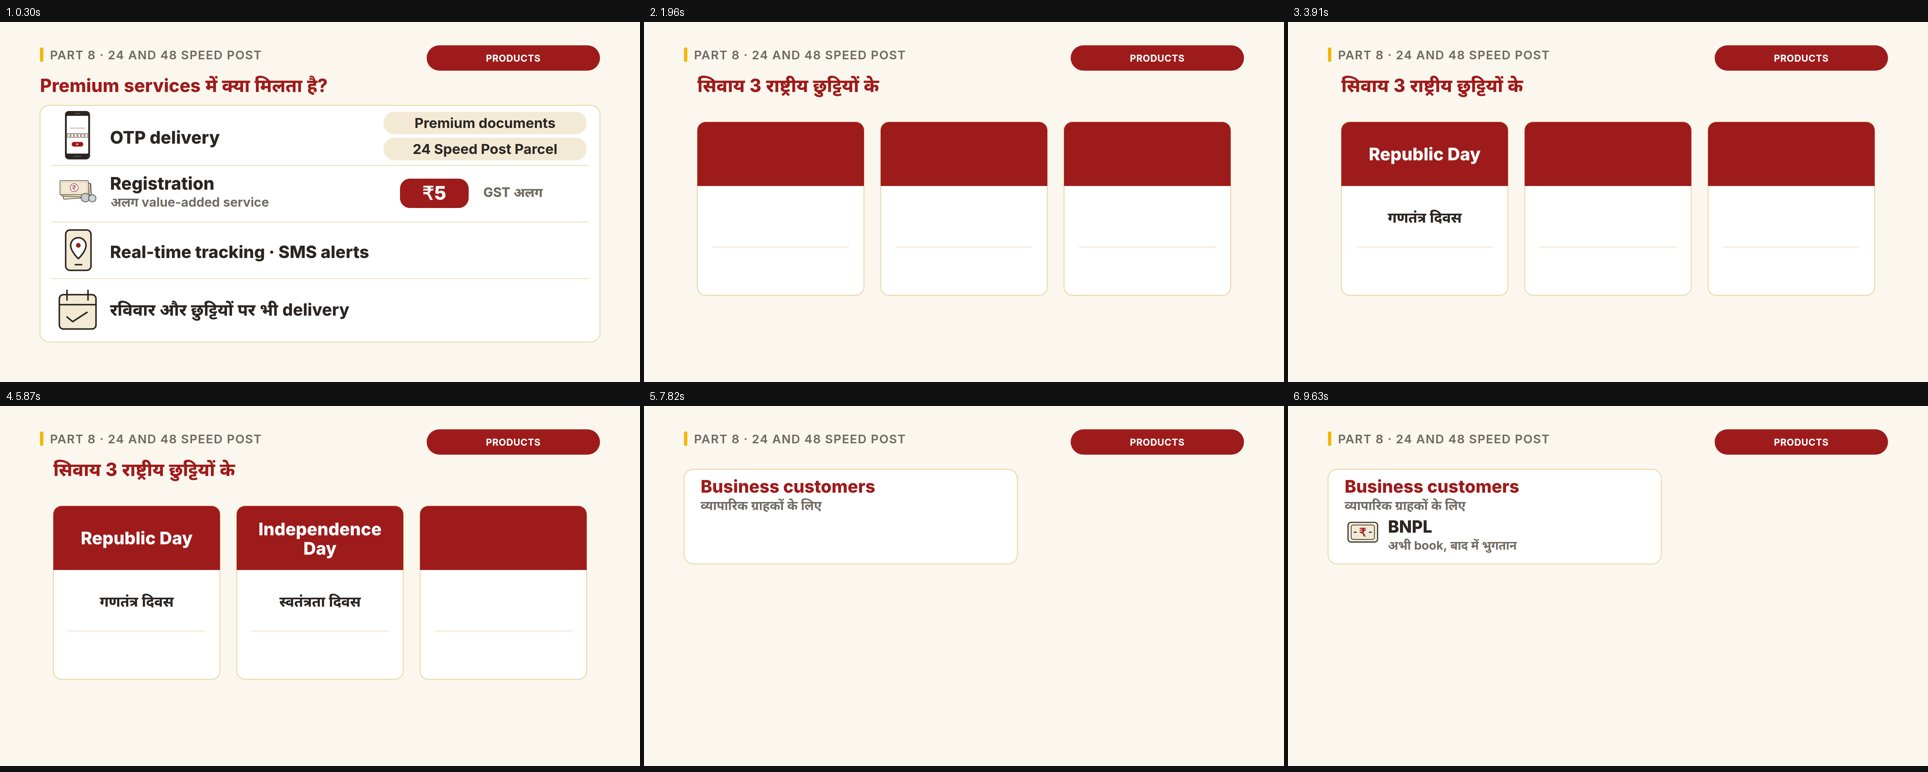 1. 0.30s
PART 8 · 24 AND 48 SPEED POST
PRODUCTS
Premium services में क्या मिलता है?
OTP delivery
Premium documents
24 Speed Post Parcel
Registration
अलग value-added service
₹5
GST अलग
Real-time tracking · SMS alerts
रविवार और छुट्टियों पर भी delivery
2. 1.96s
PART 8 · 24 AND 48 SPEED POST
PRODUCTS
सिवाय 3 राष्ट्रीय छुट्टियों के
3. 3.91s
PART 8 · 24 AND 48 SPEED POST
PRODUCTS
सिवाय 3 राष्ट्रीय छुट्टियों के
Republic Day
गणतंत्र दिवस
4. 5.87s
PART 8 · 24 AND 48 SPEED POST
PRODUCTS
सिवाय 3 राष्ट्रीय छुट्टियों के
Republic Day
गणतंत्र दिवस
Independence
Day
स्वतंत्रता दिवस
5. 7.82s
PART 8 · 24 AND 48 SPEED POST
PRODUCTS
Business customers
व्यापारिक ग्राहकों के लिए
6. 9.63s
PART 8 · 24 AND 48 SPEED POST
PRODUCTS
Business customers
व्यापारिक ग्राहकों के लिए
₹
BNPL
अभी book, बाद में भुगतान